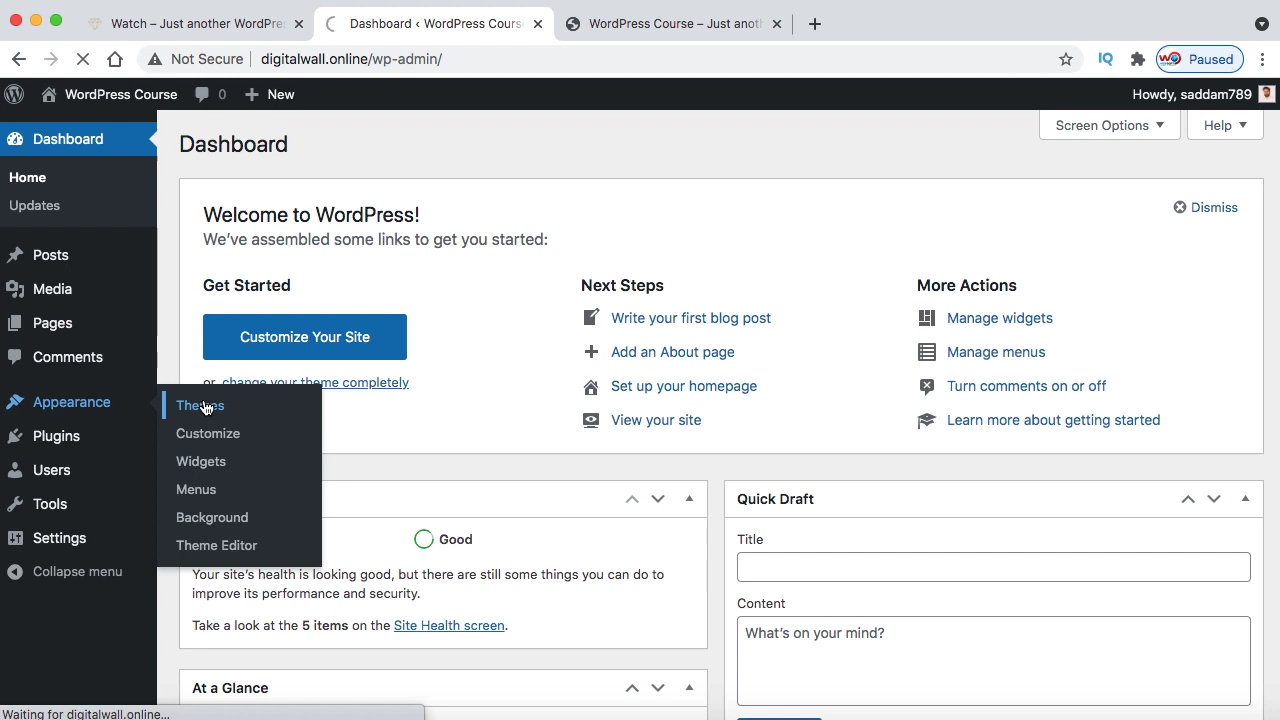 Watch – Just another WordPre
Dashboard ‹ WordPress Cours
WordPress Course – Just anoth
Not Secure
digitalwall.online/wp-admin/
IQ
Paused
WordPress Course
0
New
Howdy, saddam789
Dashboard
Home
Updates
Posts
Media
Pages
Comments
Appearance
Plugins
Users
Tools
Settings
Collapse menu
Themes
Customize
Widgets
Menus
Background
Theme Editor
Dashboard
Screen Options
Help
Welcome to WordPress!
We've assembled some links to get you started:
Dismiss
Get Started
Customize Your Site
or change your theme completely
Next Steps
Write your first blog post
Add an About page
Set up your homepage
View your site
More Actions
Manage widgets
Manage menus
Turn comments on or off
Learn more about getting started
Good
Your site's health is looking good, but there are still some things you can do to
improve its performance and security.
Take a look at the 5 items on the Site Health screen.
At a Glance
Quick Draft
Title
Content
What's on your mind?
Waiting for digitalwall.online...